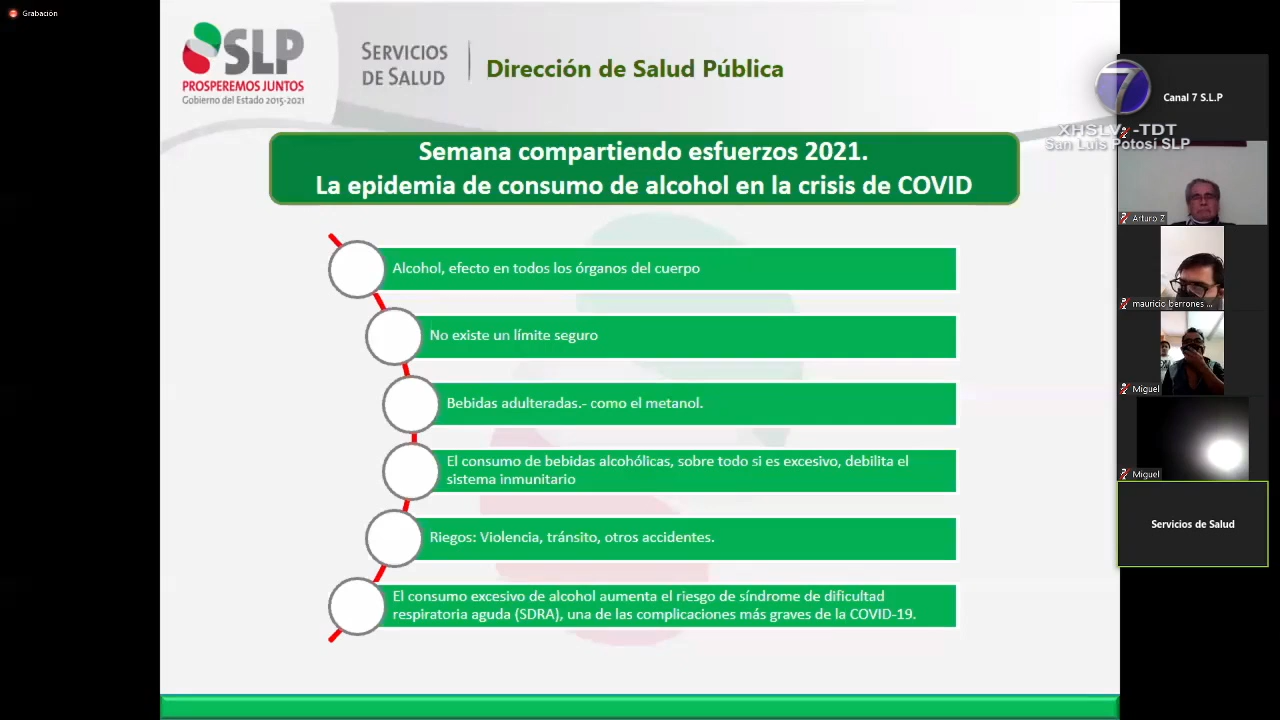 Grabación
SLP
PROSPEREMOS JUNTOS
Gobierno del Estado 2015-2021
SERVICIOS
DE SALUD
Dirección de Salud Pública
Semana compartiendo esfuerzos 2021.
La epidemia de consumo de alcohol en la crisis de COVID
Alcohol, efecto en todos los órganos del cuerpo
No existe un límite seguro
Bebidas adulteradas.- como el metanol.
El consumo de bebidas alcohólicas, sobre todo si es excesivo, debilita el
sistema inmunitario
Riegos: Violencia, tránsito, otros accidentes.
El consumo excesivo de alcohol aumenta el riesgo de síndrome de dificultad
respiratoria aguda (SDRA), una de las complicaciones más graves de la COVID-19.
7
XHSLV -TDT
San Luis Potosí SLP
Canal 7 S.L.P
Arturo Z
mauricio berrones ...
Miguel
Miguel
Servicios de Salud